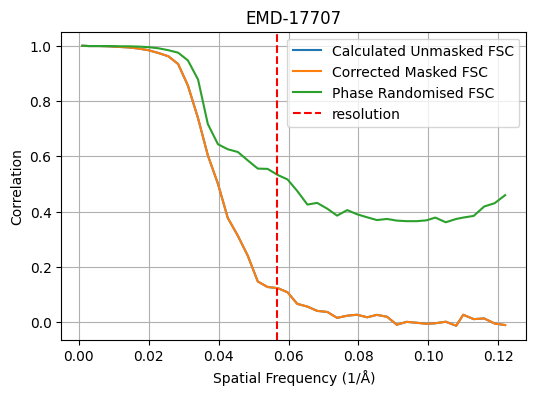 EMD-17707
1.0
0.8
0.6
0.4
0.2
0.0
Correlation
Calculated Unmasked FSC
Corrected Masked FSC
Phase Randomised FSC
resolution
0.00 0.02 0.04 0.06 0.08 0.10 0.12
Spatial Frequency (1/Å)